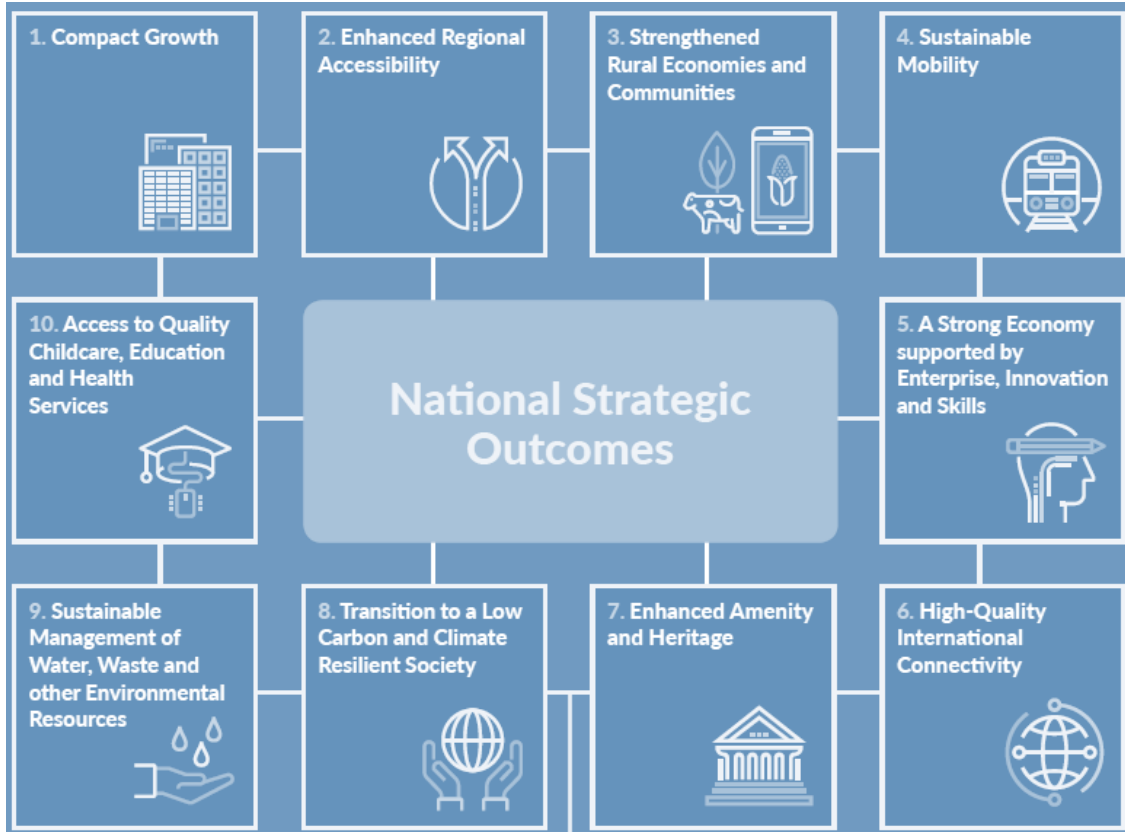 1. Compact Growth
2. Enhanced Regional
Accessibility
3. Strengthened
Rural Economies and
Communities
4. Sustainable
Mobility
10. Access to Quality
Childcare, Education
and Health
Services
National Strategic
Outcomes
5. A Strong Economy
supported by
Enterprise, Innovation
and Skills
9. Sustainable
Management of
Water, Waste and
other Environmental
Resources
8. Transition to a Low
Carbon and Climate
Resilient Society
7. Enhanced Amenity
and Heritage
6. High-Quality
International
Connectivity